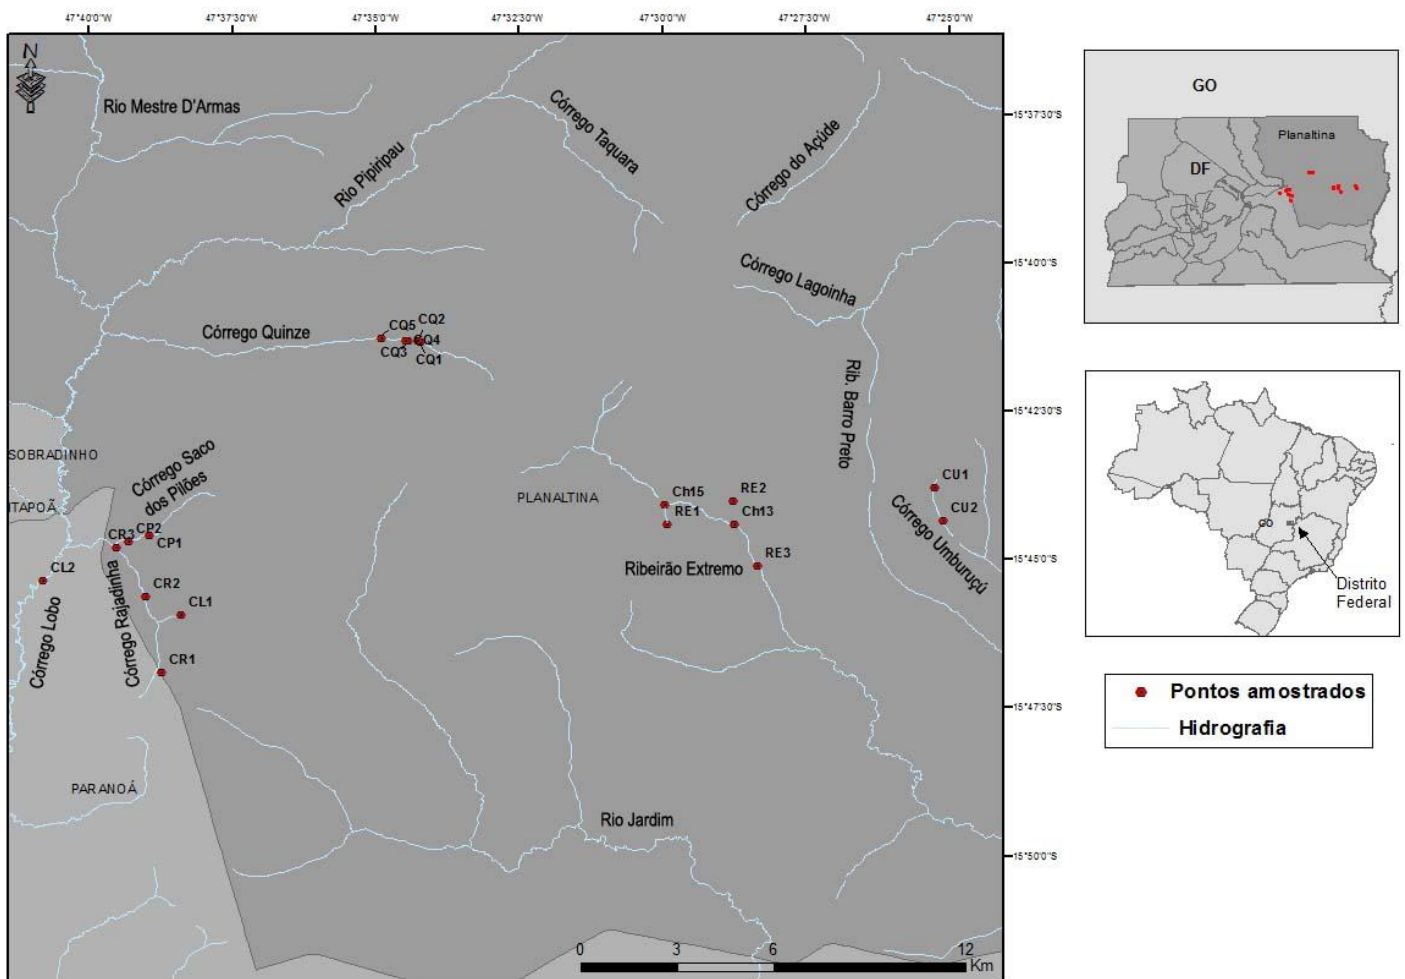 47°40'0"W
47°37'30"W
47°35'0"W
47°32'30"W
47°30'0"W
47°27'30"W
47°25'0"W
N
Rio Mestre D'Armas
Rio Pipiripau
Córrego Taquara
Córrego do Açúde
Córrego Lagoinha
Córrego Quinze
CQ5
CQ2
CQ3
CQ4
CQ1
Rib. Barro Preto
SOBRADINHO
ITAPOÃ
Córrego Saco
dos Pilões
PLANALTINA
Ch15
RE2
RE1
Ch13
RE3
Ribeirão Extremo
CU1
CU2
Córrego Umburuçú
CR3
CP2
CP1
CL2
CR2
CL1
CR1
Córrego Lobo
Córrego Rajadinha
PARANOÁ
Rio Jardim
0
3
6
12
Km
15°37'30"S
15°40'0"S
15°42'30"S
15°45'0"S
15°47'30"S
15°50'0"S
GO
Planaltina
DF
GO
Distrito
Federal
Pontos amostrados
Hidrografia